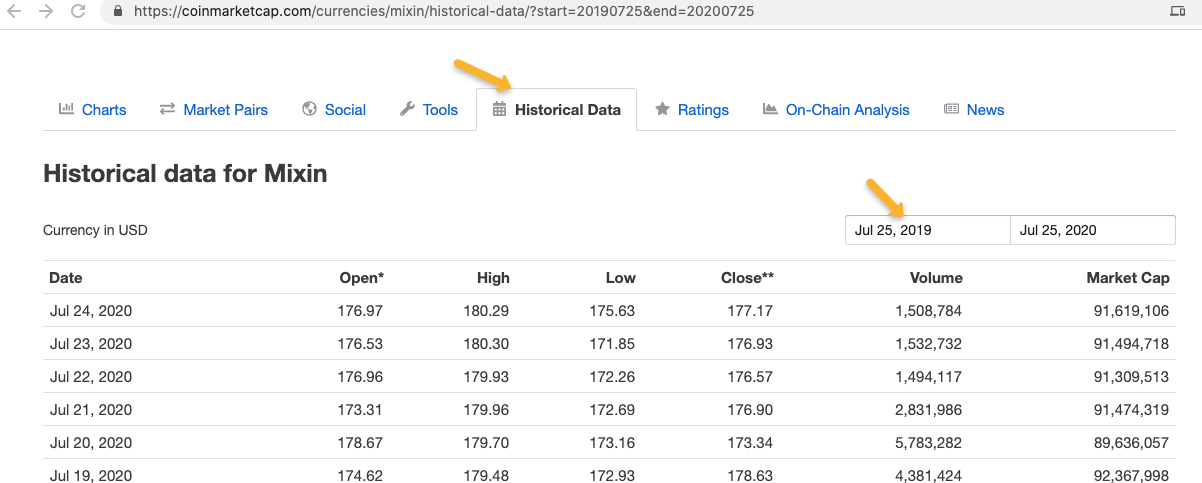 https://coinmarketcap.com/currencies/mixin/historical-data/?start=20190725&end=20200725
Charts Market Pairs Social Tools Historical Data Ratings On-Chain Analysis News
Historical data for Mixin
Currency in USD Jul 25, 2019 Jul 25, 2020
Date Open* High Low Close** Volume Market Cap
Jul 24, 2020 176.97 180.29 175.63 177.17 1,508,784 91,619,106
Jul 23, 2020 176.53 180.30 171.85 176.93 1,532,732 91,494,718
Jul 22, 2020 176.96 179.93 172.26 176.57 1,494,117 91,309,513
Jul 21, 2020 173.31 179.96 172.69 176.90 2,831,986 91,474,319
Jul 20, 2020 178.67 179.70 173.16 173.34 5,783,282 89,636,057
Jul 19, 2020 174.62 179.48 172.93 178.63 4,381,424 92,367,998